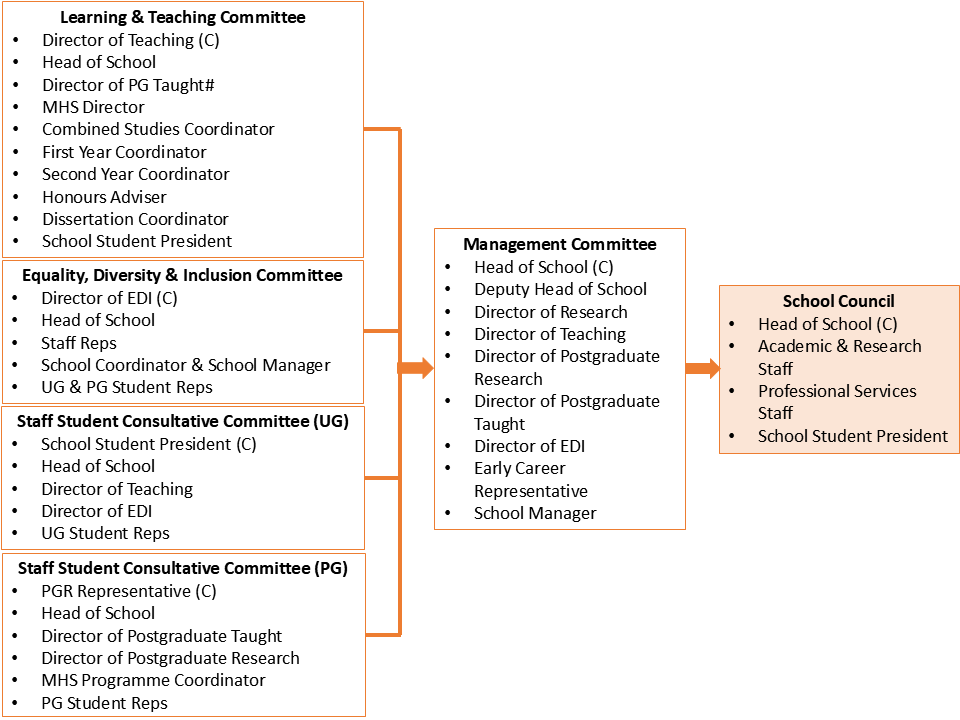 Learning & Teaching Committee
• Director of Teaching (C)
• Head of School
• Director of PG Taught#
• MHS Director
• Combined Studies Coordinator
• First Year Coordinator
• Second Year Coordinator
• Honours Adviser
• Dissertation Coordinator
• School Student President
Equality, Diversity & Inclusion Committee
• Director of EDI (C)
• Head of School
• Staff Reps
• School Coordinator & School Manager
• UG & PG Student Reps
Staff Student Consultative Committee (UG)
• School Student President (C)
• Head of School
• Director of Teaching
• Director of EDI
• UG Student Reps
Staff Student Consultative Committee (PG)
• PGR Representative (C)
• Head of School
• Director of Postgraduate Taught
• Director of Postgraduate Research
• MHS Programme Coordinator
• PG Student Reps
Management Committee
• Head of School (C)
• Deputy Head of School
• Director of Research
• Director of Teaching
• Director of Postgraduate
Research
• Director of Postgraduate
Taught
• Director of EDI
• Early Career
Representative
• School Manager
School Council
• Head of School (C)
• Academic & Research
Staff
• Professional Services
Staff
• School Student President